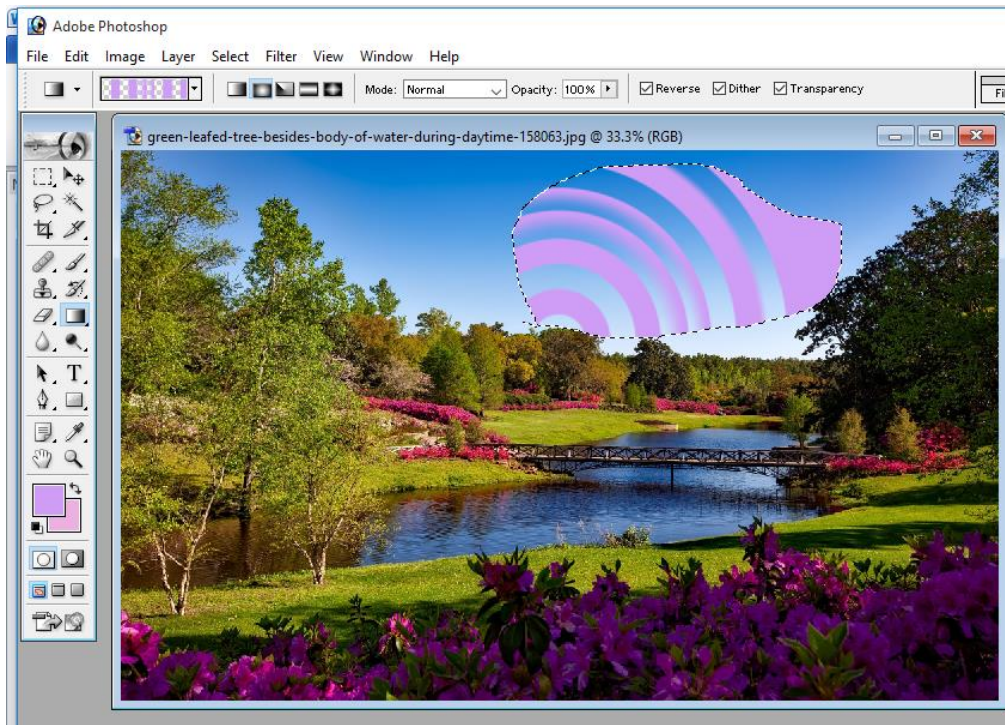 Adobe Photoshop
File Edit Image Layer Select Filter View Window Help
Mode: Normal Opacity: 100% Reverse Dither Transparency
green-leafed-tree-besides-body-of-water-during-daytime-158063.jpg @ 33.3% (RGB)
T